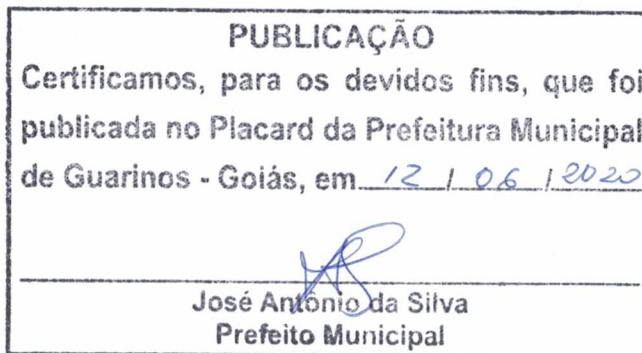 PUBLICAÇÃO
Certificamos, para os devidos fins, que foi
publicada no Placard da Prefeitura Municipal
de Guarinos - Goiás, em 12 / 06 / 2020
José Antônio da Silva
Prefeito Municipal